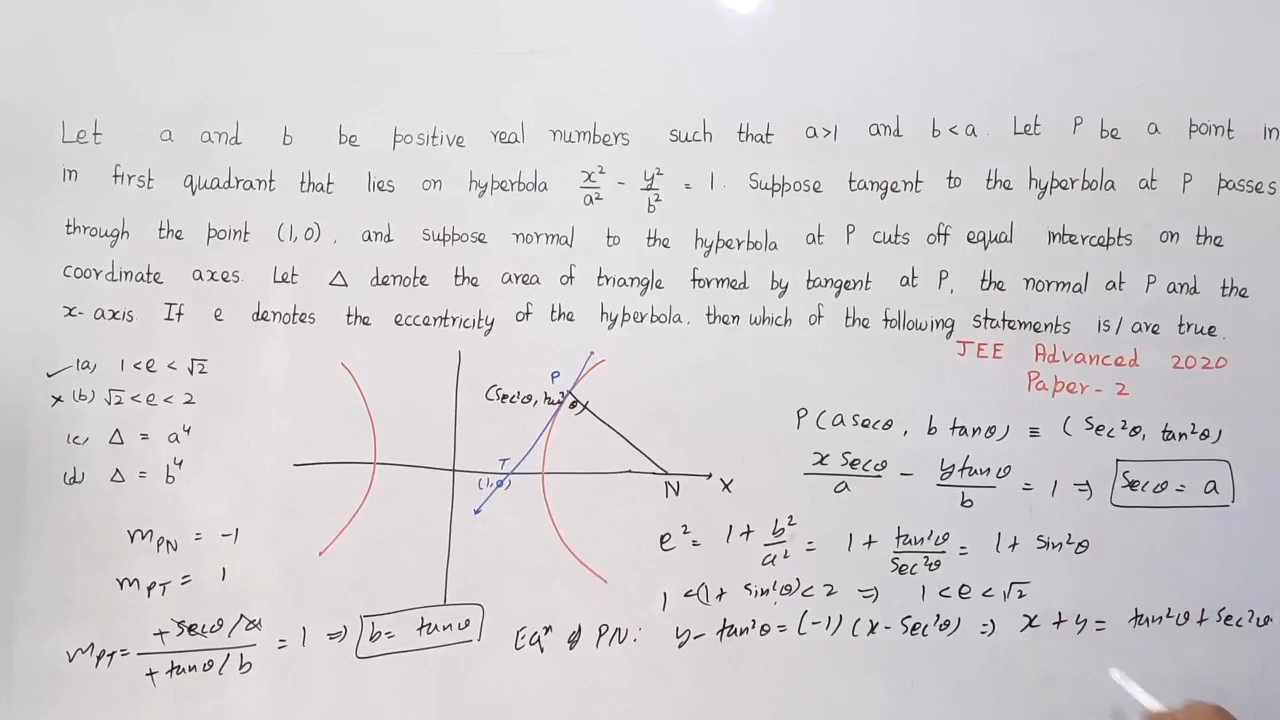 Let a and b be positive real numbers such that a>1 and b<a. Let P be a point in
in first quadrant that lies on hyperbola x²/a² - y²/b² = 1. Suppose tangent to the hyperbola at P passes
through the point (1,0), and suppose normal to the hyperbola at P cuts off equal intercepts on the
coordinate axes. Let Δ denote the area of triangle formed by tangent at P, the normal at P and the
x-axis. If e denotes the eccentricity of the hyperbola, then which of the following statements is/are true.
JEE Advanced 2020
Paper-2
✓ (a) 1 < e < √2
× (b) √2 < e < 2
(c) Δ = a⁴
(d) Δ = b⁴
P
(sec²θ, tan²θ)
T
(1,0)
N
X
P(a secθ, b tanθ) ≡ (sec²θ, tan²θ)
x secθ/a - y tanθ/b = 1 ⇒ secθ = a
m_PN = -1
m_PT = 1
m_PT = + secθ/a / + tanθ/b = 1 ⇒ b = tanθ
e² = 1 + b²/a² = 1 + tan²θ/sec²θ = 1 + sin²θ
1 < (1 + sin²θ) < 2 ⇒ 1 < e < √2
Eqⁿ of PN: y - tan²θ = (-1)(x - sec²θ) ⇒ x + y = tan²θ + sec²θ